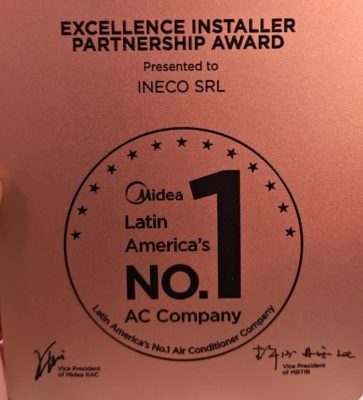 EXCELLENCE INSTALLER
PARTNERSHIP AWARD
Presented to
INECO SRL
Midea
Latin
America's
NO.1
AC Company
Latin America's No.1 Air Conditioner Company
Vice President
of Midea RAC
Vice President
of MBTIB